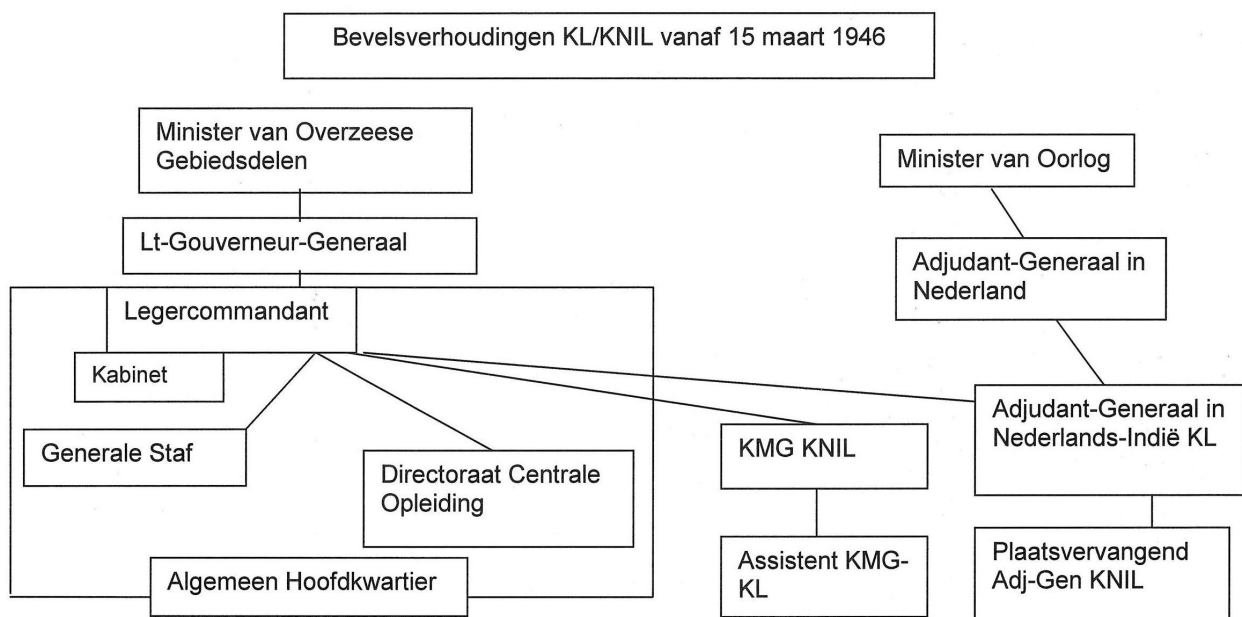 Bevelsverhoudingen KL/KNIL vanaf 15 maart 1946
Minister van Overzeese
Gebiedsdelen
Minister van Oorlog
Lt-Gouverneur-Generaal
Adjudant-Generaal in
Nederland
Legercommandant
Kabinet
Generale Staf
Directoraat Centrale
Opleiding
KMG KNIL
Adjudant-Generaal in
Nederlands-Indië KL
Algemeen Hoofdkwartier
Assistent KMG-
KL
Plaatsvervangend
Adj-Gen KNIL